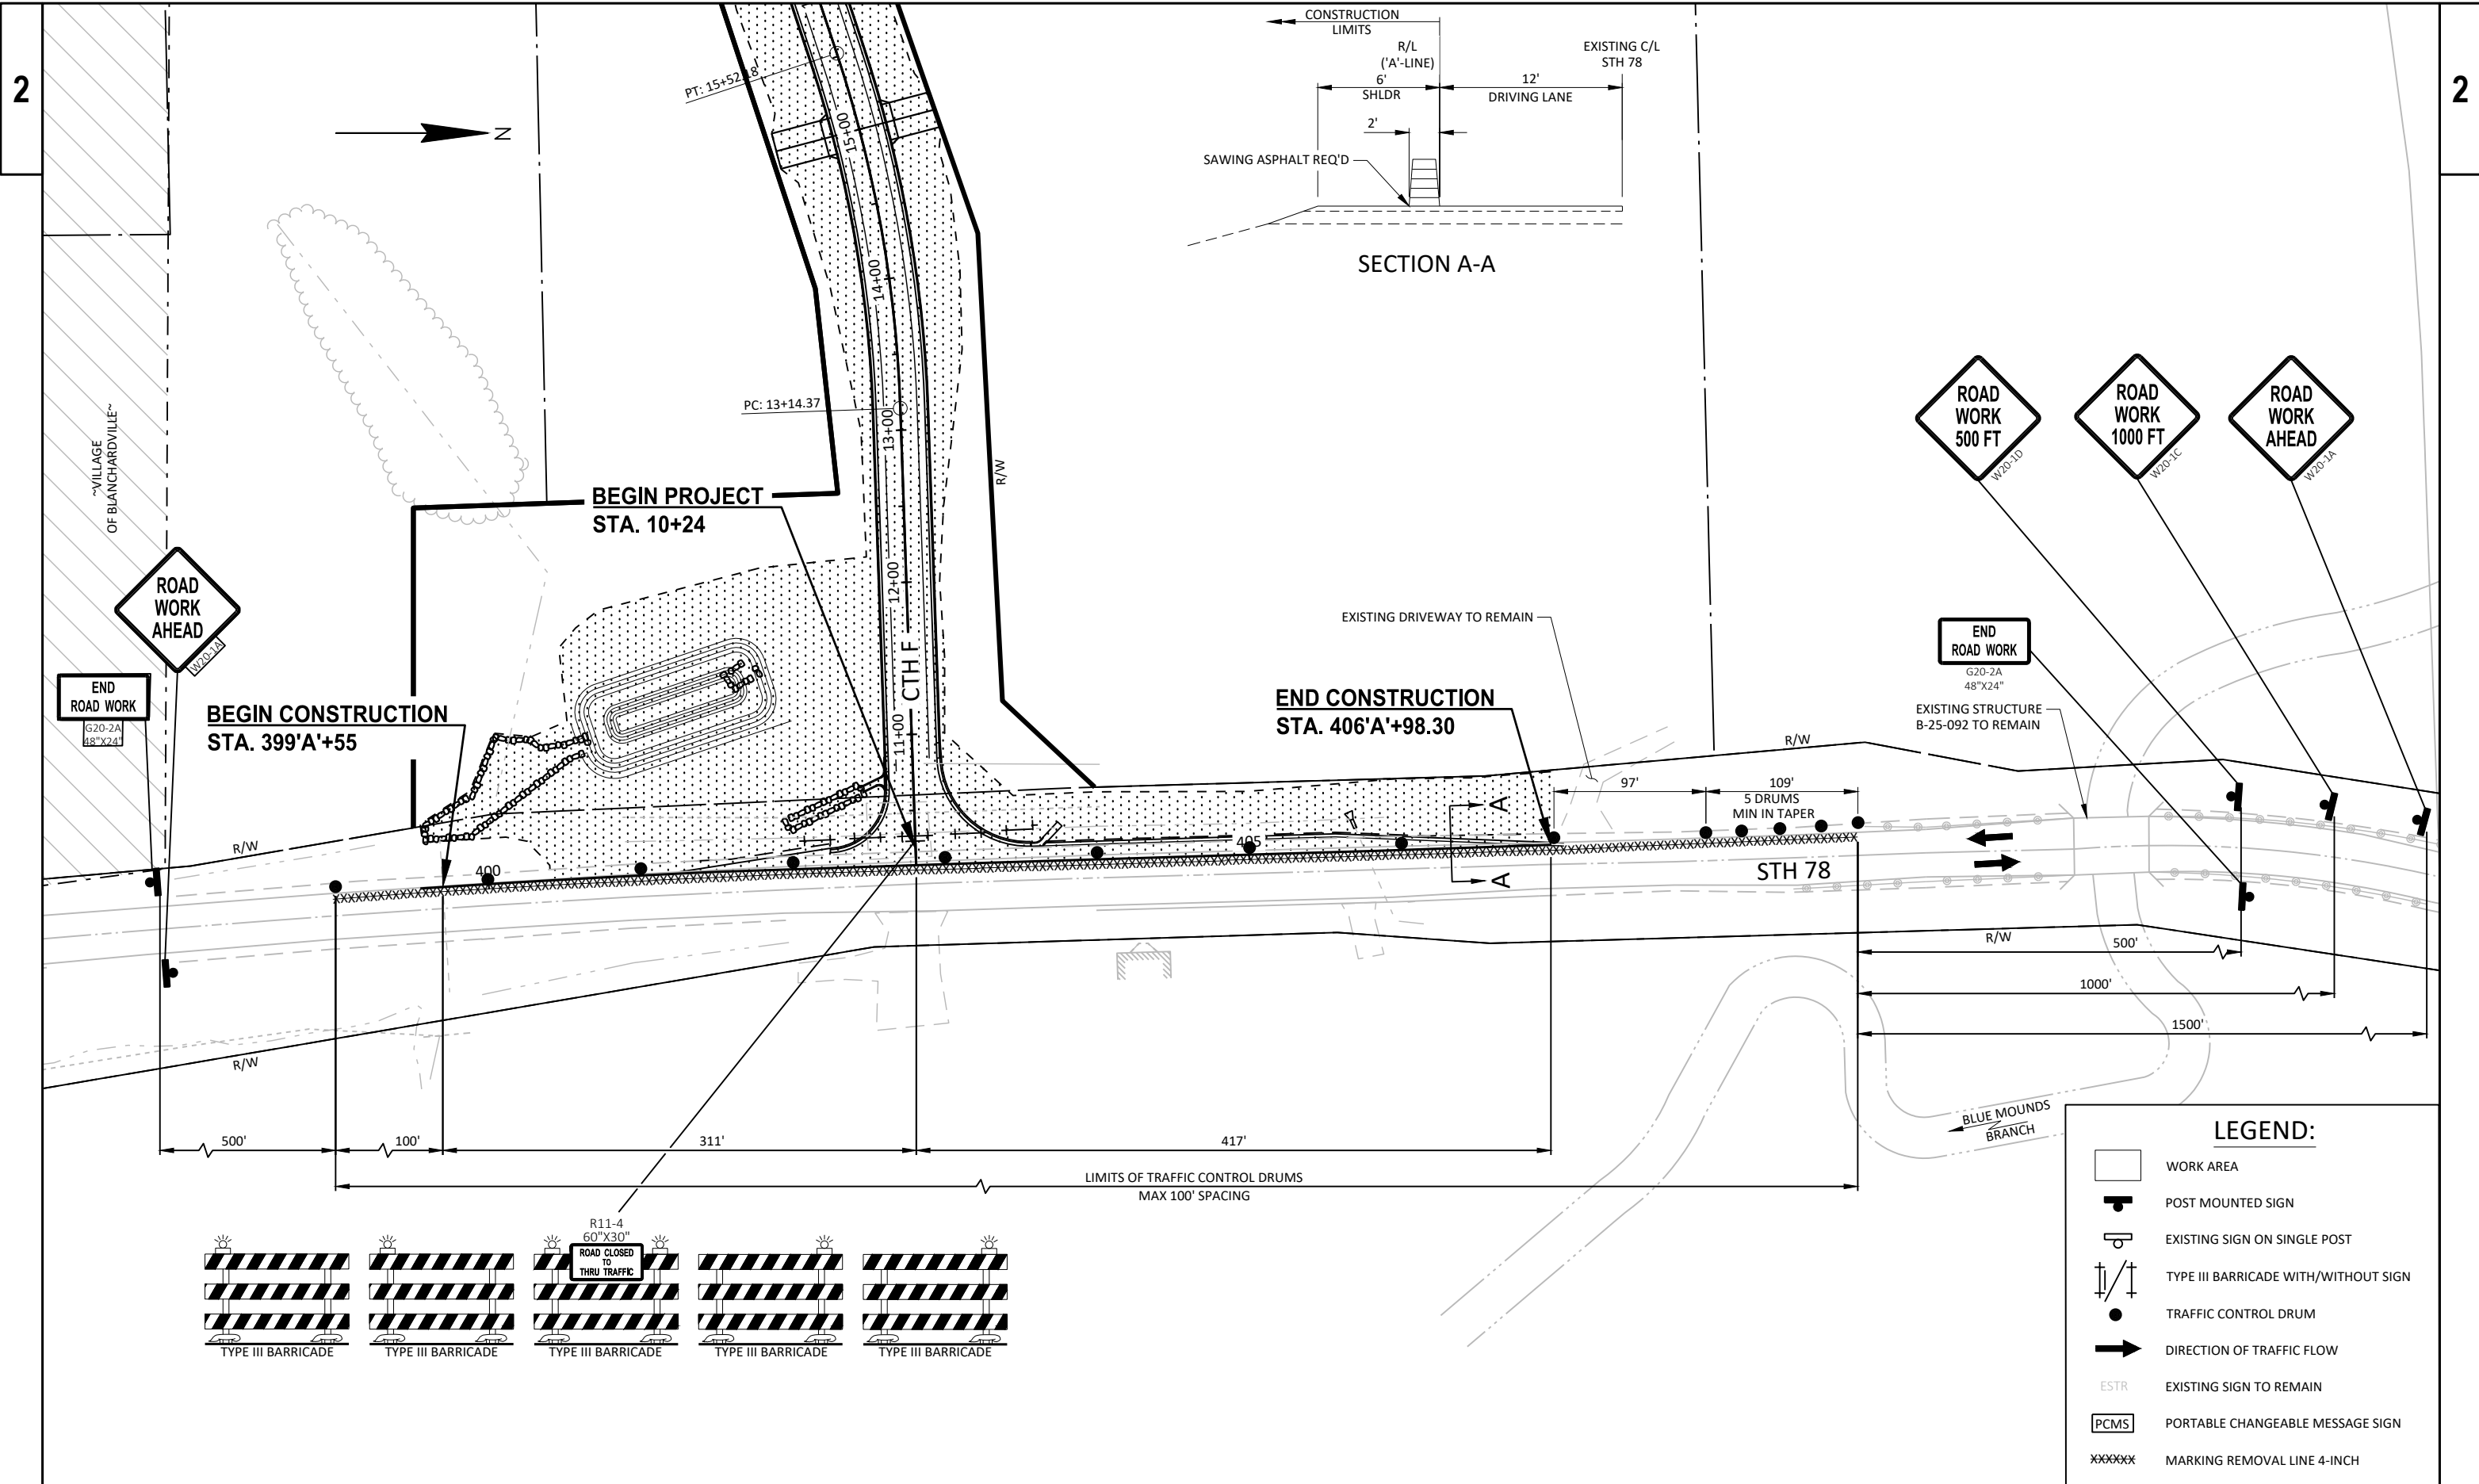 2
2
CONSTRUCTION
LIMITS
R/L
('A'-LINE)
EXISTING C/L
STH 78
6'
SHLDR
12'
DRIVING LANE
2'
SAWING ASPHALT REQ'D
SECTION A-A
N
PT: 15+52.18
15+00
14+00
PC: 13+14.37
13+00
12+00
11+00
CTH F
R/W
~VILLAGE
OF BLANCHARDVILLE~
BEGIN PROJECT
STA. 10+24
ROAD
WORK
AHEAD
W20-1A
END
ROAD WORK
G20-2A
48"X24"
BEGIN CONSTRUCTION
STA. 399'A'+55
EXISTING DRIVEWAY TO REMAIN
END CONSTRUCTION
STA. 406'A'+98.30
ROAD
WORK
500 FT
W20-1D
ROAD
WORK
1000 FT
W20-1C
ROAD
WORK
AHEAD
W20-1A
END
ROAD WORK
G20-2A
48"X24"
EXISTING STRUCTURE
B-25-092 TO REMAIN
R/W
97'
109'
5 DRUMS
MIN IN TAPER
A
A
R/W
400
405
STH 78
R/W
R/W
500'
1000'
1500'
BLUE MOUNDS
BRANCH
500'
100'
311'
417'
LIMITS OF TRAFFIC CONTROL DRUMS
MAX 100' SPACING
R11-4
60"X30"
ROAD CLOSED
TO
THRU TRAFFIC
TYPE III BARRICADE
TYPE III BARRICADE
TYPE III BARRICADE
TYPE III BARRICADE
TYPE III BARRICADE
LEGEND:
WORK AREA
POST MOUNTED SIGN
EXISTING SIGN ON SINGLE POST
TYPE III BARRICADE WITH/WITHOUT SIGN
TRAFFIC CONTROL DRUM
DIRECTION OF TRAFFIC FLOW
ESTR EXISTING SIGN TO REMAIN
PCMS PORTABLE CHANGEABLE MESSAGE SIGN
XXXXXX MARKING REMOVAL LINE 4-INCH